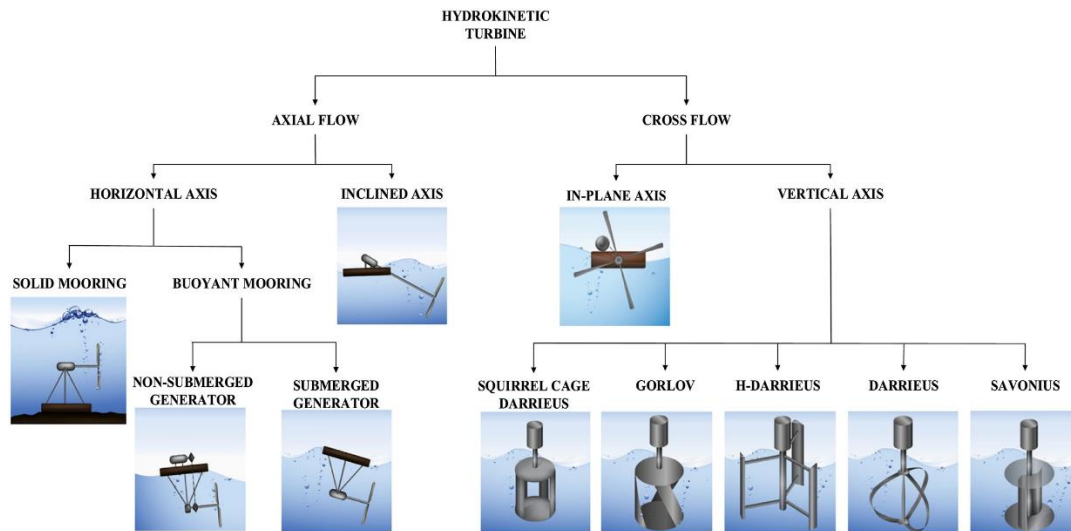 HYDROKINETIC
TURBINE
AXIAL FLOW
CROSS FLOW
HORIZONTAL AXIS
INCLINED AXIS
IN-PLANE AXIS
VERTICAL AXIS
SOLID MOORING
BUOYANT MOORING
NON-SUBMERGED
GENERATOR
SUBMERGED
GENERATOR
SQUIRREL CAGE
DARRIEUS
GORLOV
H-DARRIEUS
DARRIEUS
SAVONIUS